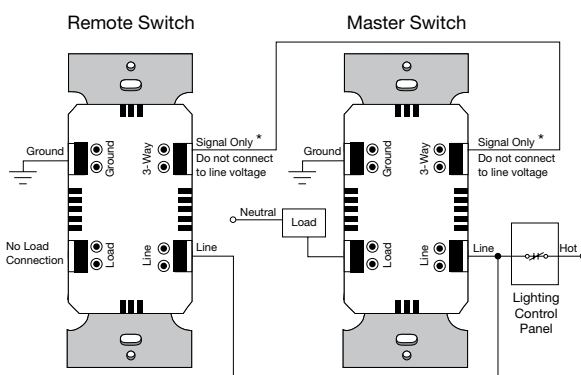 Remote Switch
Master Switch
Ground
Ground
3-Way
Signal Only *
Do not connect
to line voltage
No Load
Connection
Load
Line
Line
Ground
Ground
3-Way
Signal Only *
Do not connect
to line voltage
Neutral
Load
Load
Line
Line
Hot
Lighting
Control
Panel